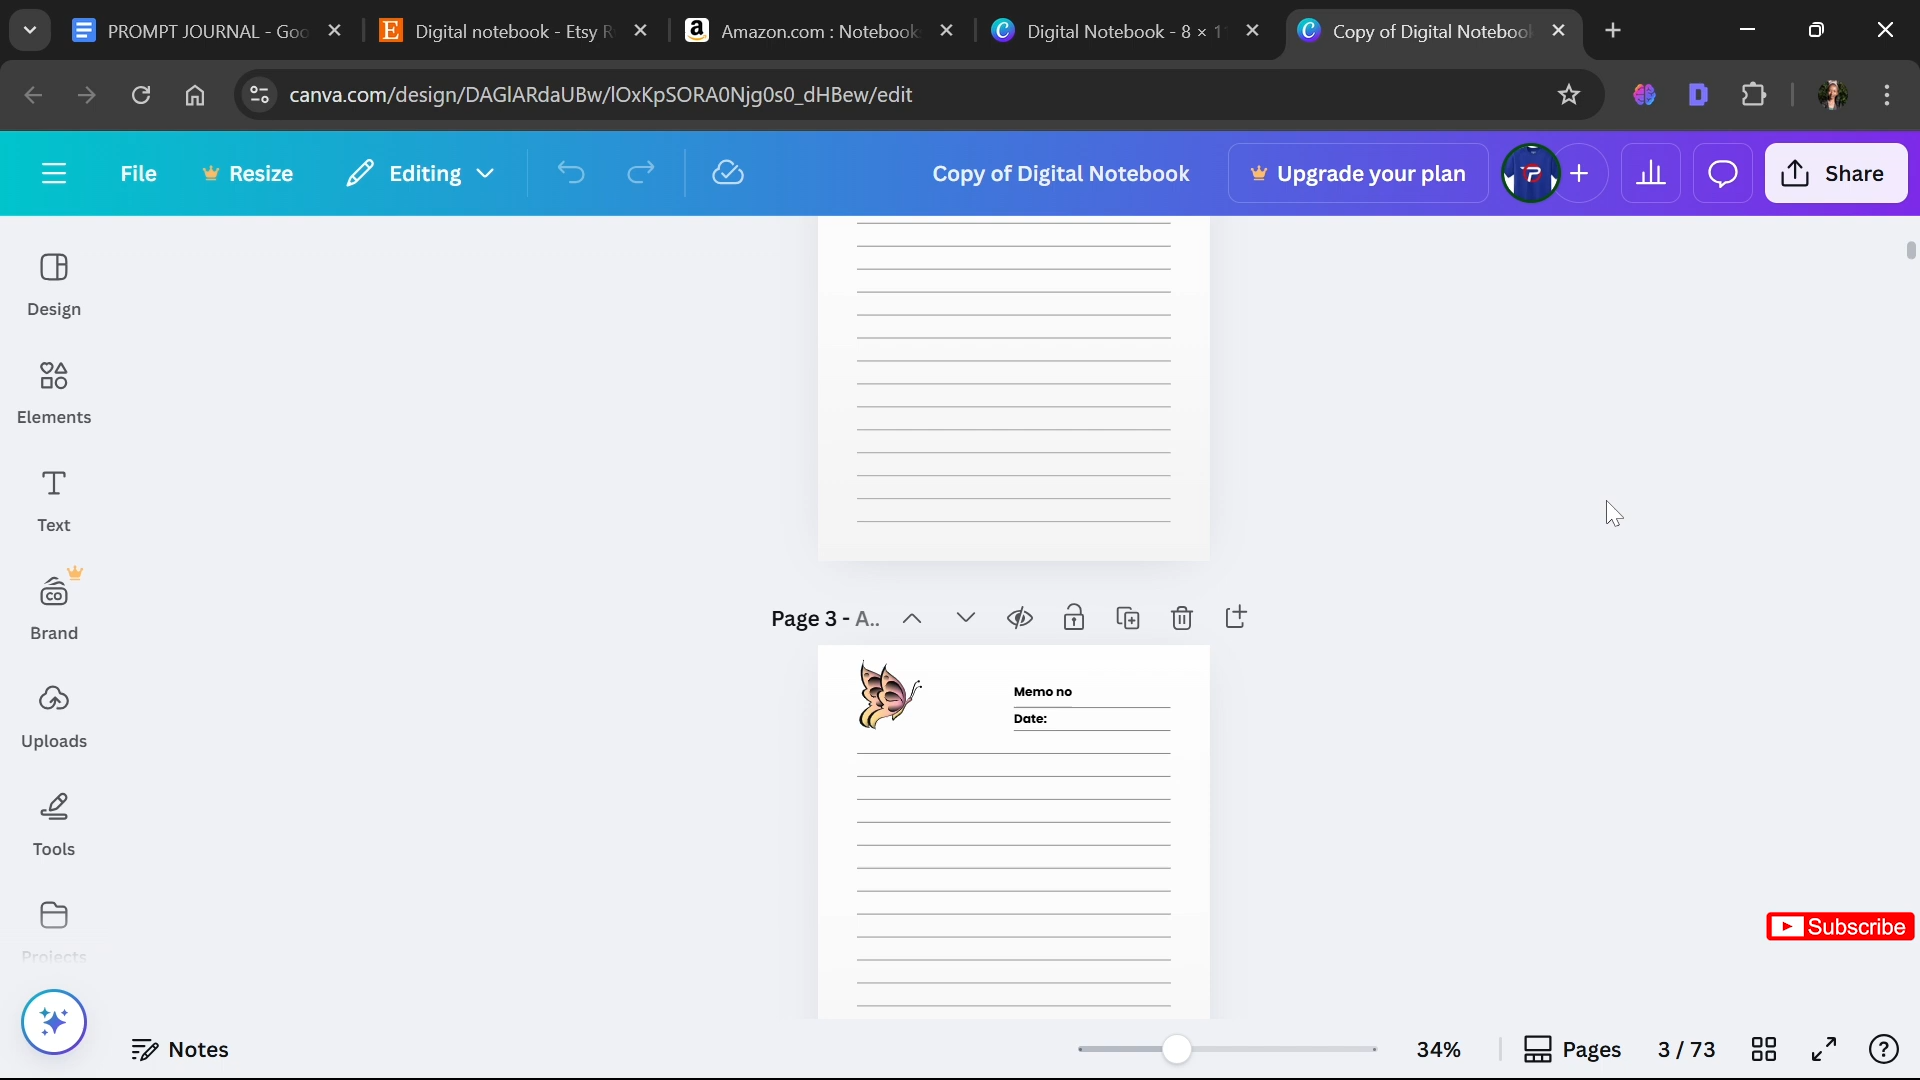 PROMPT JOURNAL - Goo
Digital notebook - Etsy R
Amazon.com : Notebook
Digital Notebook - 8 × 1
Copy of Digital Noteboo
canva.com/design/DAGlARdaUBw/lOxKpSORA0Njg0s0_dHBew/edit
File
Resize
Editing
Copy of Digital Notebook
Upgrade your plan
Share
Design
Elements
Text
CO
Brand
Uploads
Tools
Projects
Page 3 - A..
Memo no
Date:
Subscribe
Notes
34%
Pages
3 / 73